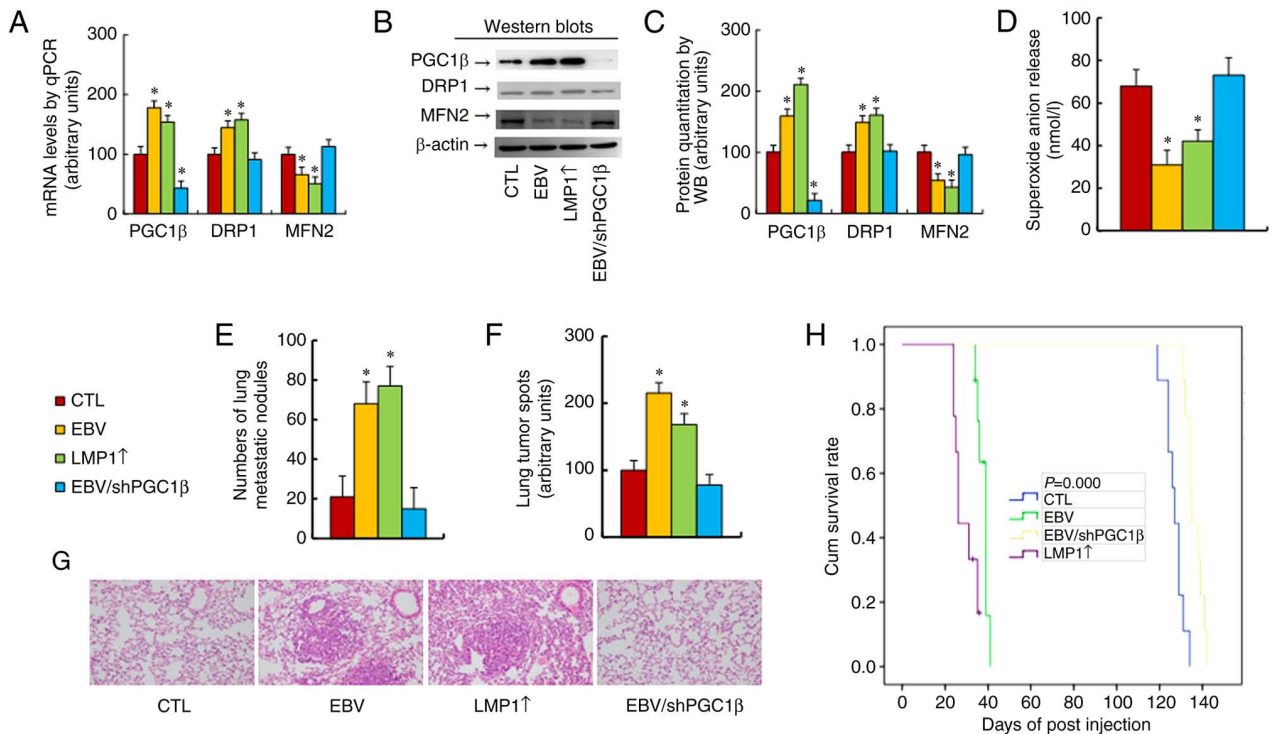 A
mRNA levels by qPCR
(arbitrary units)
300
200
100
0
PGC1β DRP1 MFN2
B
Western blots
PGC1β →
DRP1 →
MFN2 →
β-actin →
CTL
EBV
LMP1↑
EBV/shPGC1β
C
Protein quantitation by
WB (arbitrary units)
300
200
100
0
* * * * * * *
PGC1β DRP1 MFN2
D
Superoxide anion release
(nmol/l)
100
80
60
40
20
0
* *
CTL
EBV
LMP1↑
EBV/shPGC1β
E
Numbers of lung
metastatic nodules
100
80
60
40
20
0
* *
F
Lung tumor spots
(arbitrary units)
300
200
100
0
* *
G
CTL EBV LMP1↑ EBV/shPGC1β
H
Cum survival rate
1.0
0.8
0.6
0.4
0.2
0.0
P=0.000
CTL
EBV
EBV/shPGC1β
LMP1↑
0 20 40 60 80 100 120 140
Days of post injection